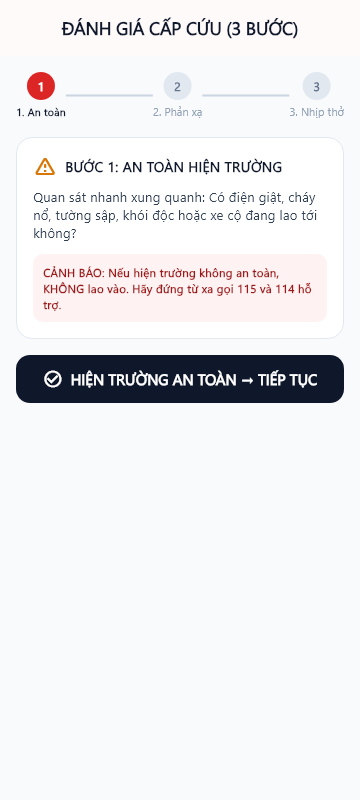 ĐÁNH GIÁ CẤP CỨU (3 BƯỚC)
1
2
3
1. An toàn
2. Phản xạ
3. Nhịp thở
BƯỚC 1: AN TOÀN HIỆN TRƯỜNG
Quan sát nhanh xung quanh: Có điện giật, cháy
nổ, tường sập, khói độc hoặc xe cộ đang lao tới
không?
CẢNH BÁO: Nếu hiện trường không an toàn,
KHÔNG lao vào. Hãy đứng từ xa gọi 115 và 114 hỗ
trợ.
HIỆN TRƯỜNG AN TOÀN → TIẾP TỤC